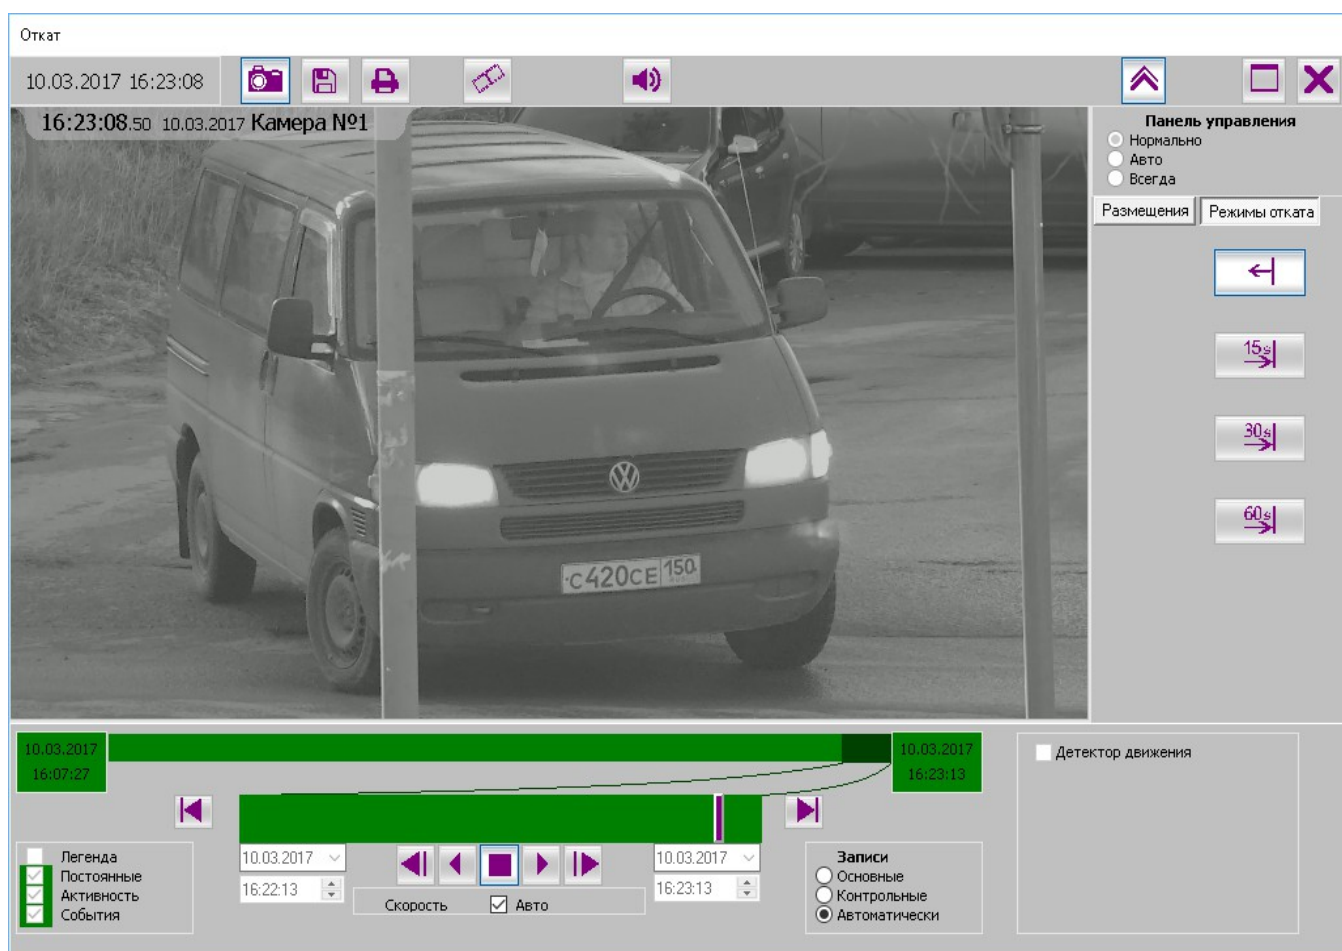 Откат
10.03.2017 16:23:08
16:23:08.50 10.03.2017 Камера №1
Панель управления
Нормально
Авто
Всегда
Размещения Режимы отката
15s
30s
60s
С420СЕ 150
10.03.2017
16:07:27
10.03.2017
16:23:13
Детектор движения
Легенда
Постоянные
Активность
События
10.03.2017
16:22:13
Скорость Авто
10.03.2017
16:23:13
Записи
Основные
Контрольные
Автоматически